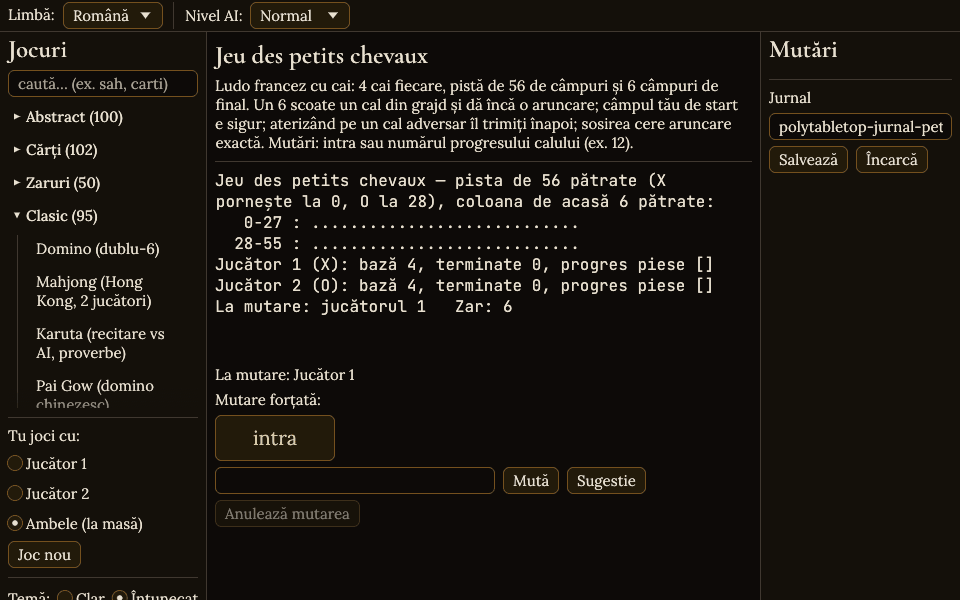 Limbă: Română Nivel AI: Normal
Jocuri
caută... (ex. sah, carti)
Abstract (100)
Cărți (102)
Zaruri (50)
Clasic (95)
Domino (dublu-6)
Mahjong (Hong
Kong, 2 jucători)
Karuta (recitare vs
AI, proverbe)
Pai Gow (domino
chinezesc)
Tu joci cu:
Jucător 1
Jucător 2
Ambele (la masă)
Joc nou
Temă: Clar Întunecat
Jeu des petits chevaux
Ludo francez cu cai: 4 cai fiecare, pistă de 56 de câmpuri și 6 câmpuri de
final. Un 6 scoate un cal din grajd și dă încă o aruncare; câmpul tău de start
e sigur; aterizând pe un cal adversar îl trimiți înapoi; sosirea cere aruncare
exactă. Mutări: intra sau numărul progresului calului (ex. 12).
Jeu des petits chevaux — pista de 56 pătrate (X
pornește la 0, O la 28), coloana de acasă 6 pătrate:
0-27 : ............................
28-55 : ............................
Jucător 1 (X): bază 4, terminate 0, progres piese []
Jucător 2 (O): bază 4, terminate 0, progres piese []
La mutare: jucătorul 1 Zar: 6
La mutare: Jucător 1
Mutare forțată:
intra
Mută Sugestie
Anulează mutarea
Mutări
Jurnal
polytabletop-jurnal-pet
Salvează Încarcă